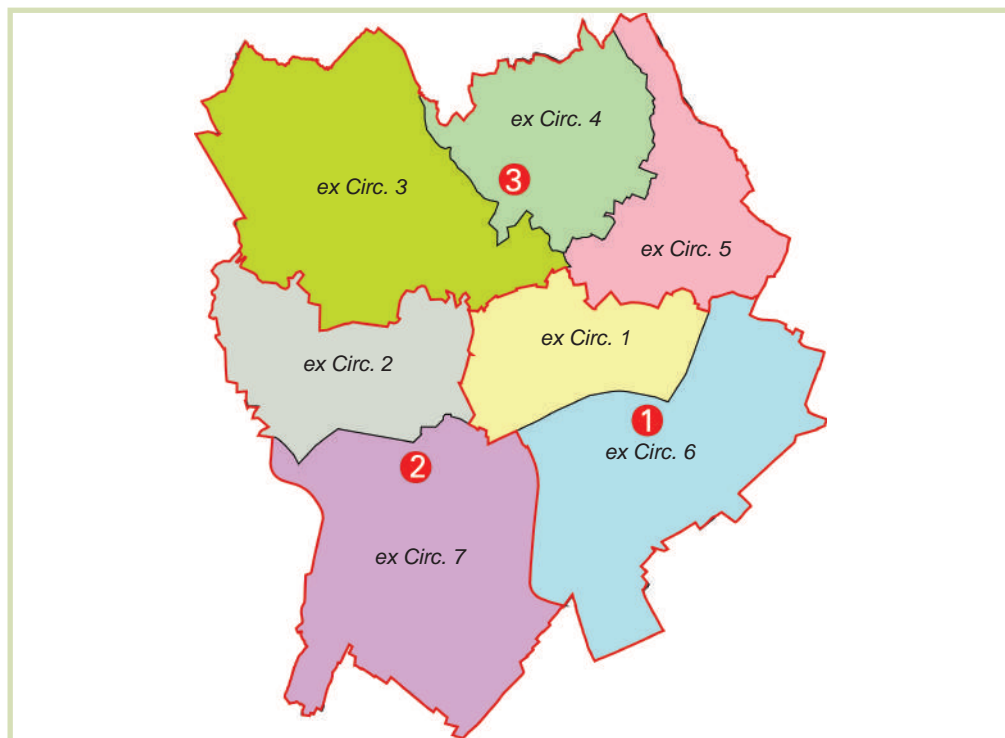 ex Circ. 4
3
ex Circ. 3
ex Circ. 5
ex Circ. 1
ex Circ. 2
1
ex Circ. 6
2
ex Circ. 7